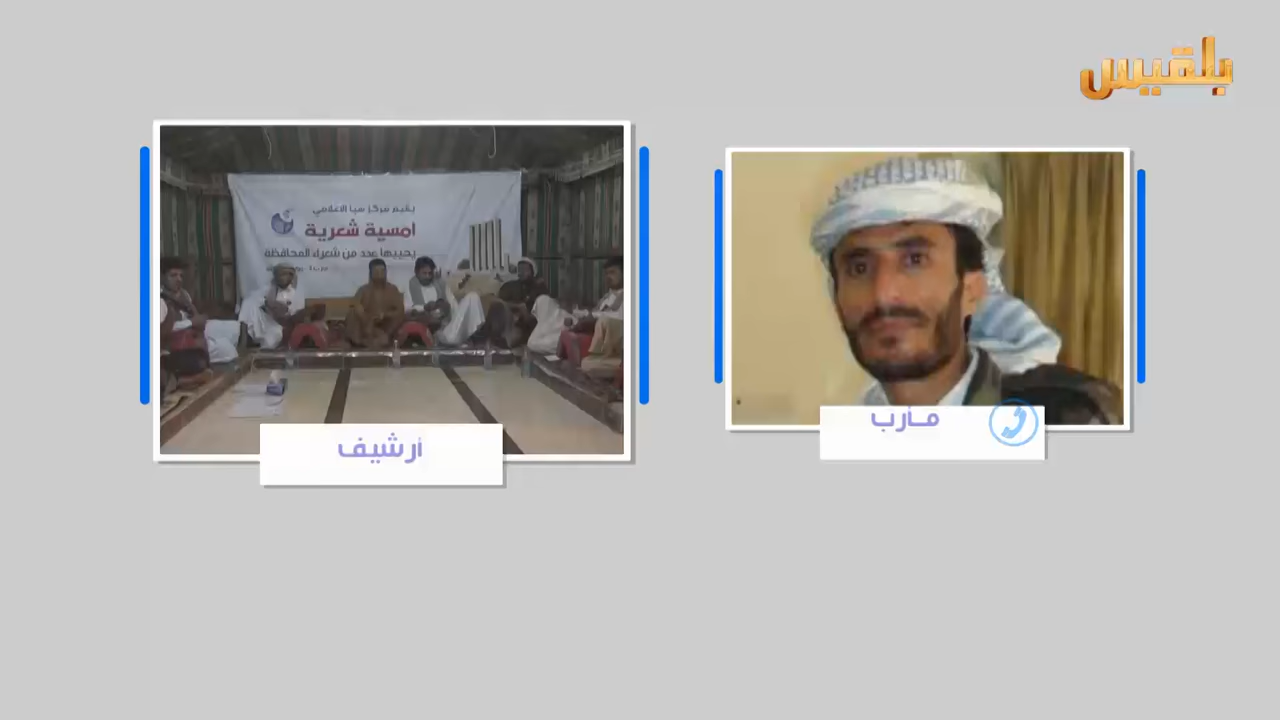 بلقيس
يقيم مركز سبأ الاعلامي
امسية شعرية
يحييها عدد من شعراء المحافظة
مأرب
أرشيف